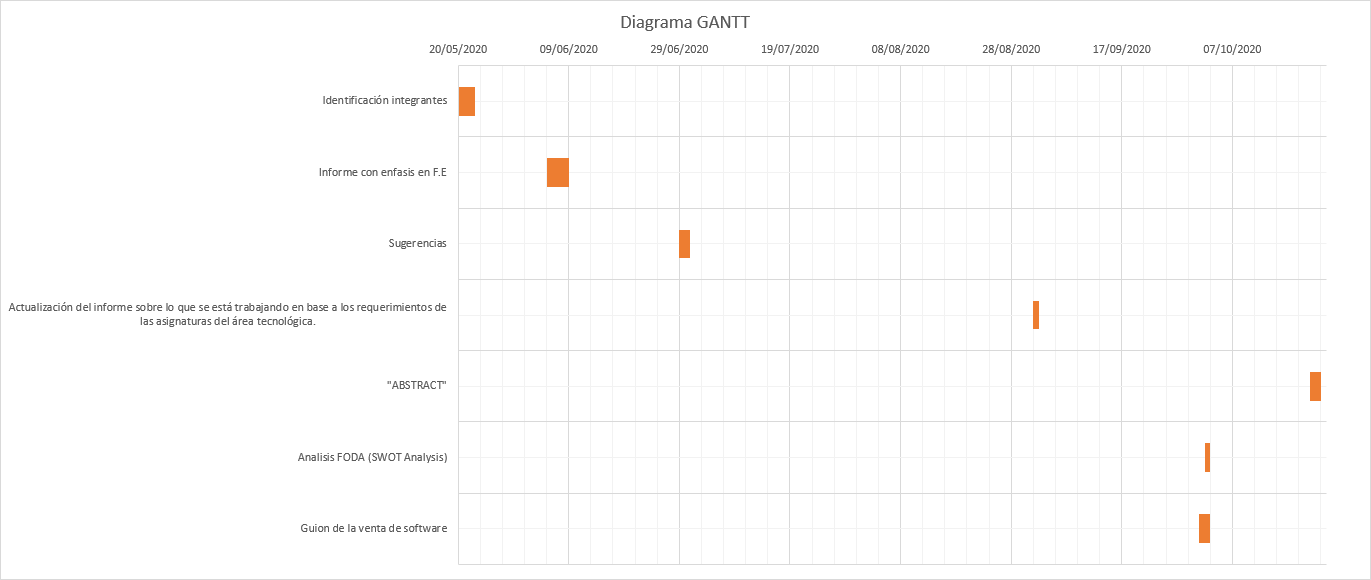 Diagrama GANTT
20/05/2020 09/06/2020 29/06/2020 19/07/2020 08/08/2020 28/08/2020 17/09/2020 07/10/2020
Identificación integrantes
Informe con enfasis en F.E
Sugerencias
Actualización del informe sobre lo que se está trabajando en base a los requerimientos de
las asignaturas del área tecnológica.
"ABSTRACT"
Analisis FODA (SWOT Analysis)
Guion de la venta de software